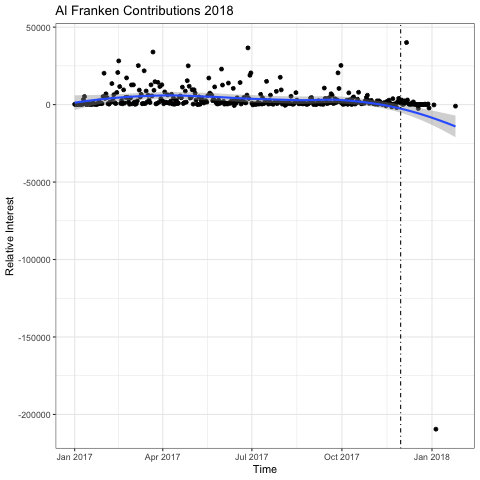 Al Franken Contributions 2018
50000
0
-50000
-100000
-150000
-200000
Relative Interest
Jan 2017
Apr 2017
Jul 2017
Oct 2017
Jan 2018
Time